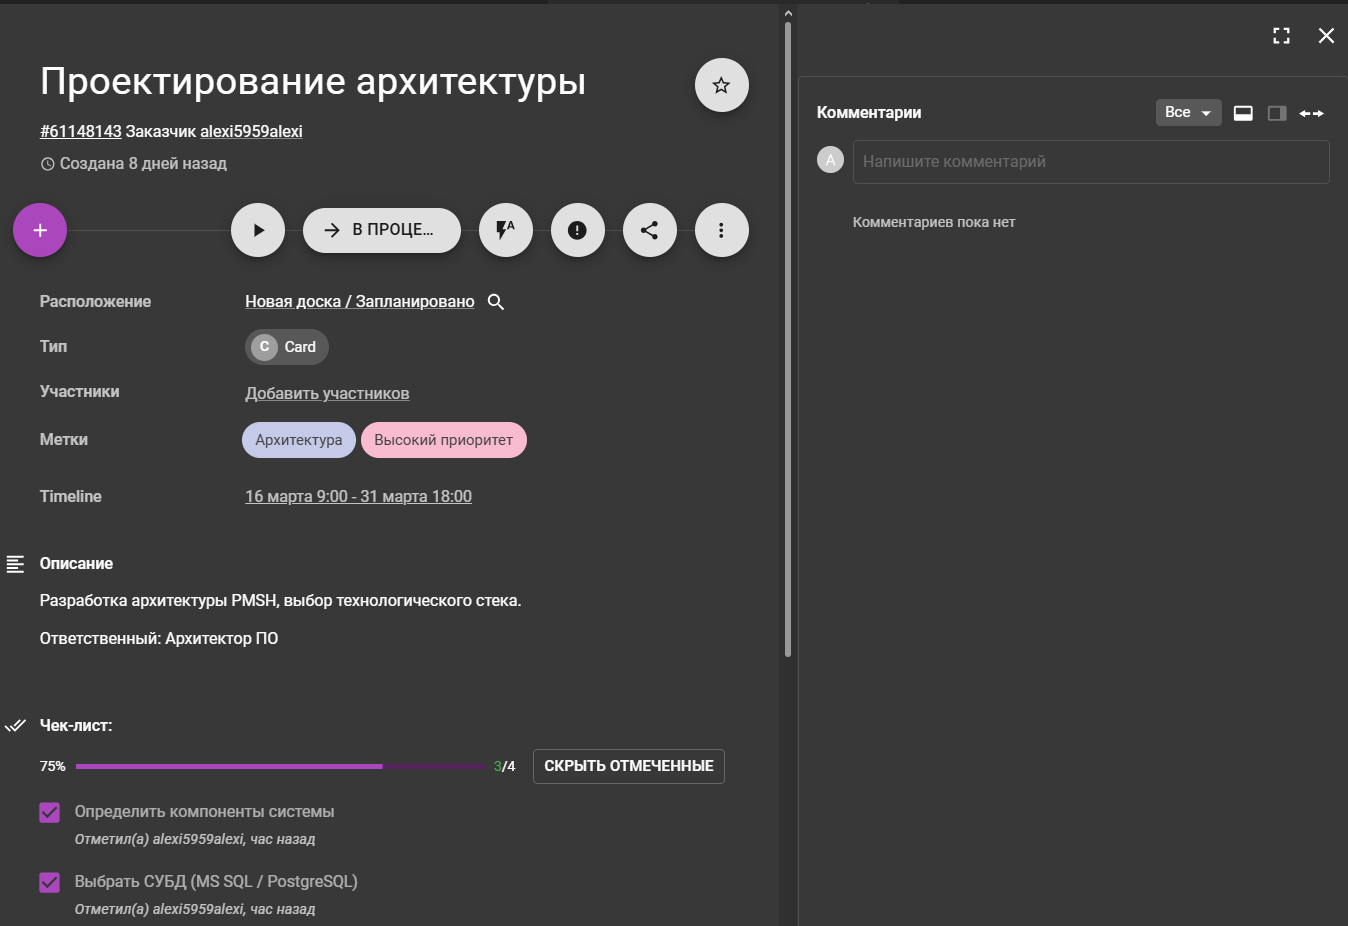 Проектирование архитектуры
#61148143 Заказчик alexi5959alexi
Создана 8 дней назад
В ПРОЦЕ...
Расположение
Новая доска / Запланировано
Тип
C Card
Участники
Добавить участников
Метки
Архитектура
Высокий приоритет
Timeline
16 марта 9:00 - 31 марта 18:00
Описание
Разработка архитектуры PMSH, выбор технологического стека.
Ответственный: Архитектор ПО
Чек-лист:
75%
3/4
СКРЫТЬ ОТМЕЧЕННЫЕ
Определить компоненты системы
Отметил(а) alexi5959alexi, час назад
Выбрать СУБД (MS SQL / PostgreSQL)
Отметил(а) alexi5959alexi, час назад
Комментарии
Все
A
Напишите комментарий
Комментариев пока нет